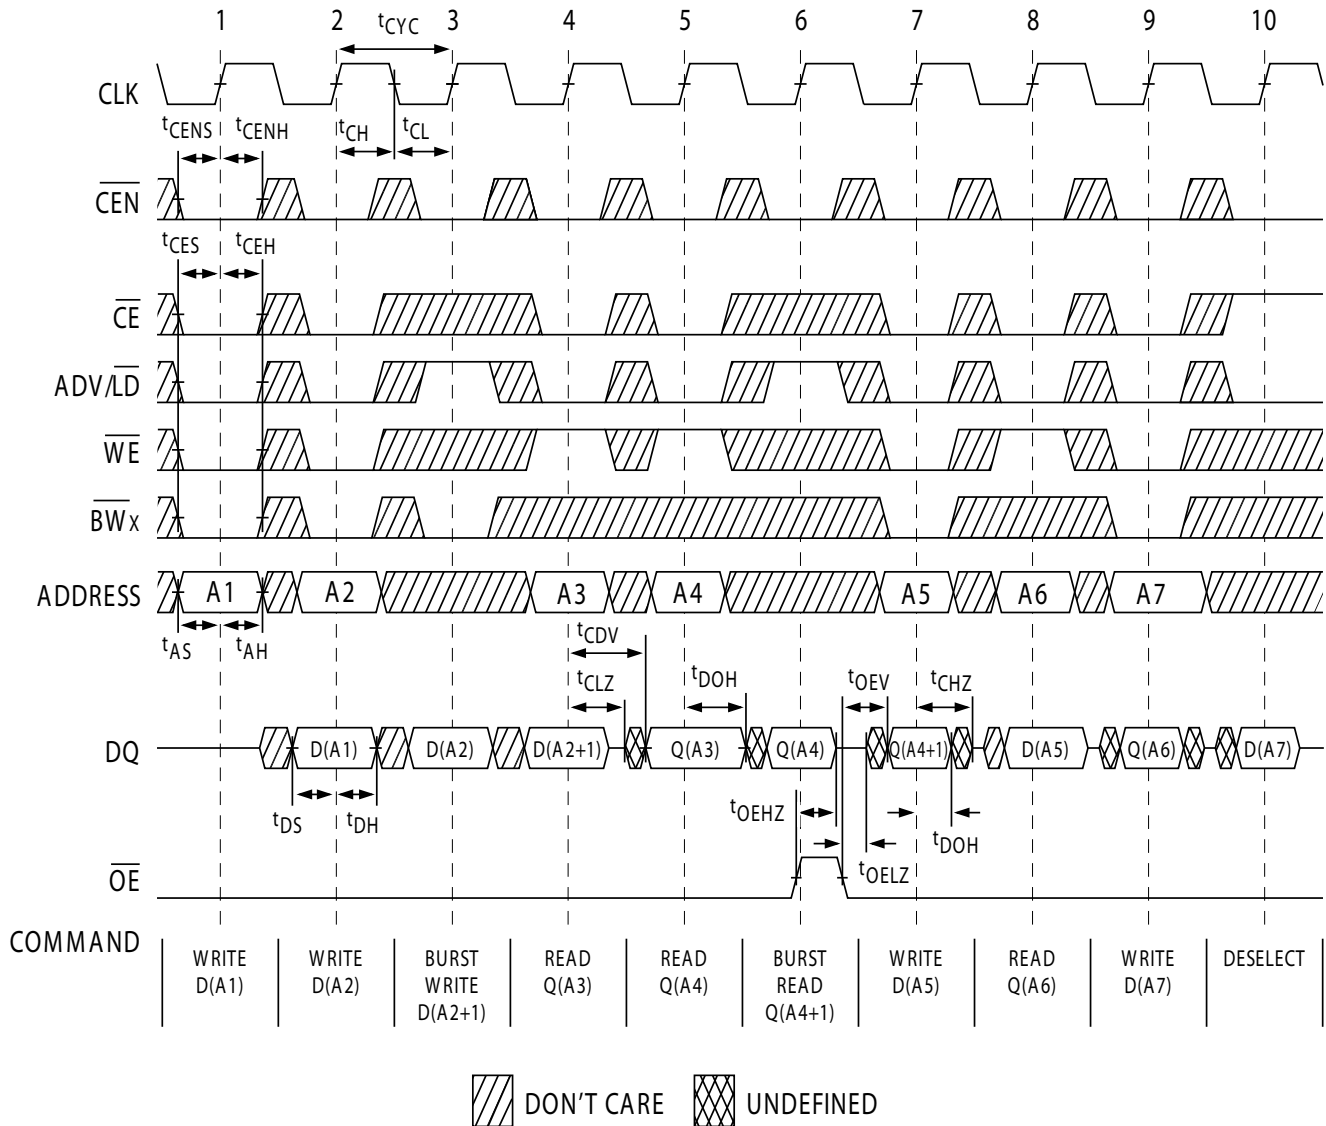 1 2 3 4 5 6 7 8 9 10
tCYC
CLK
tCENS tCENH tCH tCL
CEN
tCES tCEH
CE
ADV/LD
WE
BWx
ADDRESS A1 A2 A3 A4 A5 A6 A7
tAS tAH tCDV
tCLZ tDOH tOEV tCHZ
DQ D(A1) D(A2) D(A2+1) Q(A3) Q(A4) Q(A4+1) D(A5) Q(A6) D(A7)
tDS tDH tOEHZ tDOH
tOELZ
OE
COMMAND
WRITE WRITE BURST READ READ BURST WRITE READ WRITE DESELECT
D(A1) D(A2) WRITE Q(A3) Q(A4) READ D(A5) Q(A6) D(A7)
D(A2+1) Q(A4+1)
DON'T CARE UNDEFINED